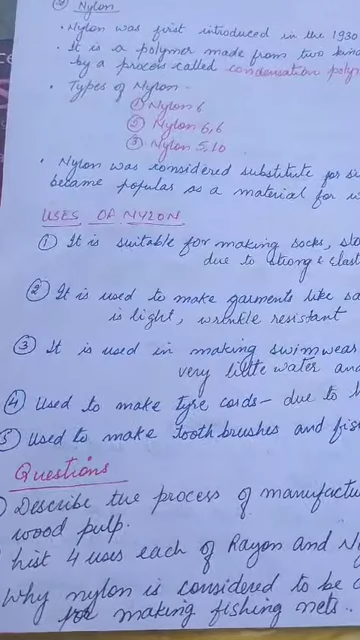 Nylon
• Nylon was first introduced in the 1930
• It is a polymer made from two kind
by a process called condensation polym
• Types of Nylon -
① Nylon 6
② Nylon 6,6
③ Nylon 5,10
• Nylon was considered substitute for
became popular as a material for
USES OF NYLON
① It is suitable for making socks,
due to strong & elast
② It is used to make garments like
is light, wrinkle resistant
③ It is used in making swimwear
very little water and
④ Used to make tyre cords - due to
⑤ Used to make toothbrushes and fis
Questions
Describe the process of manufactu
wood pulp.
List 4 uses each of Rayon and Ny
Why nylon is considered to be
for making fishing nets..